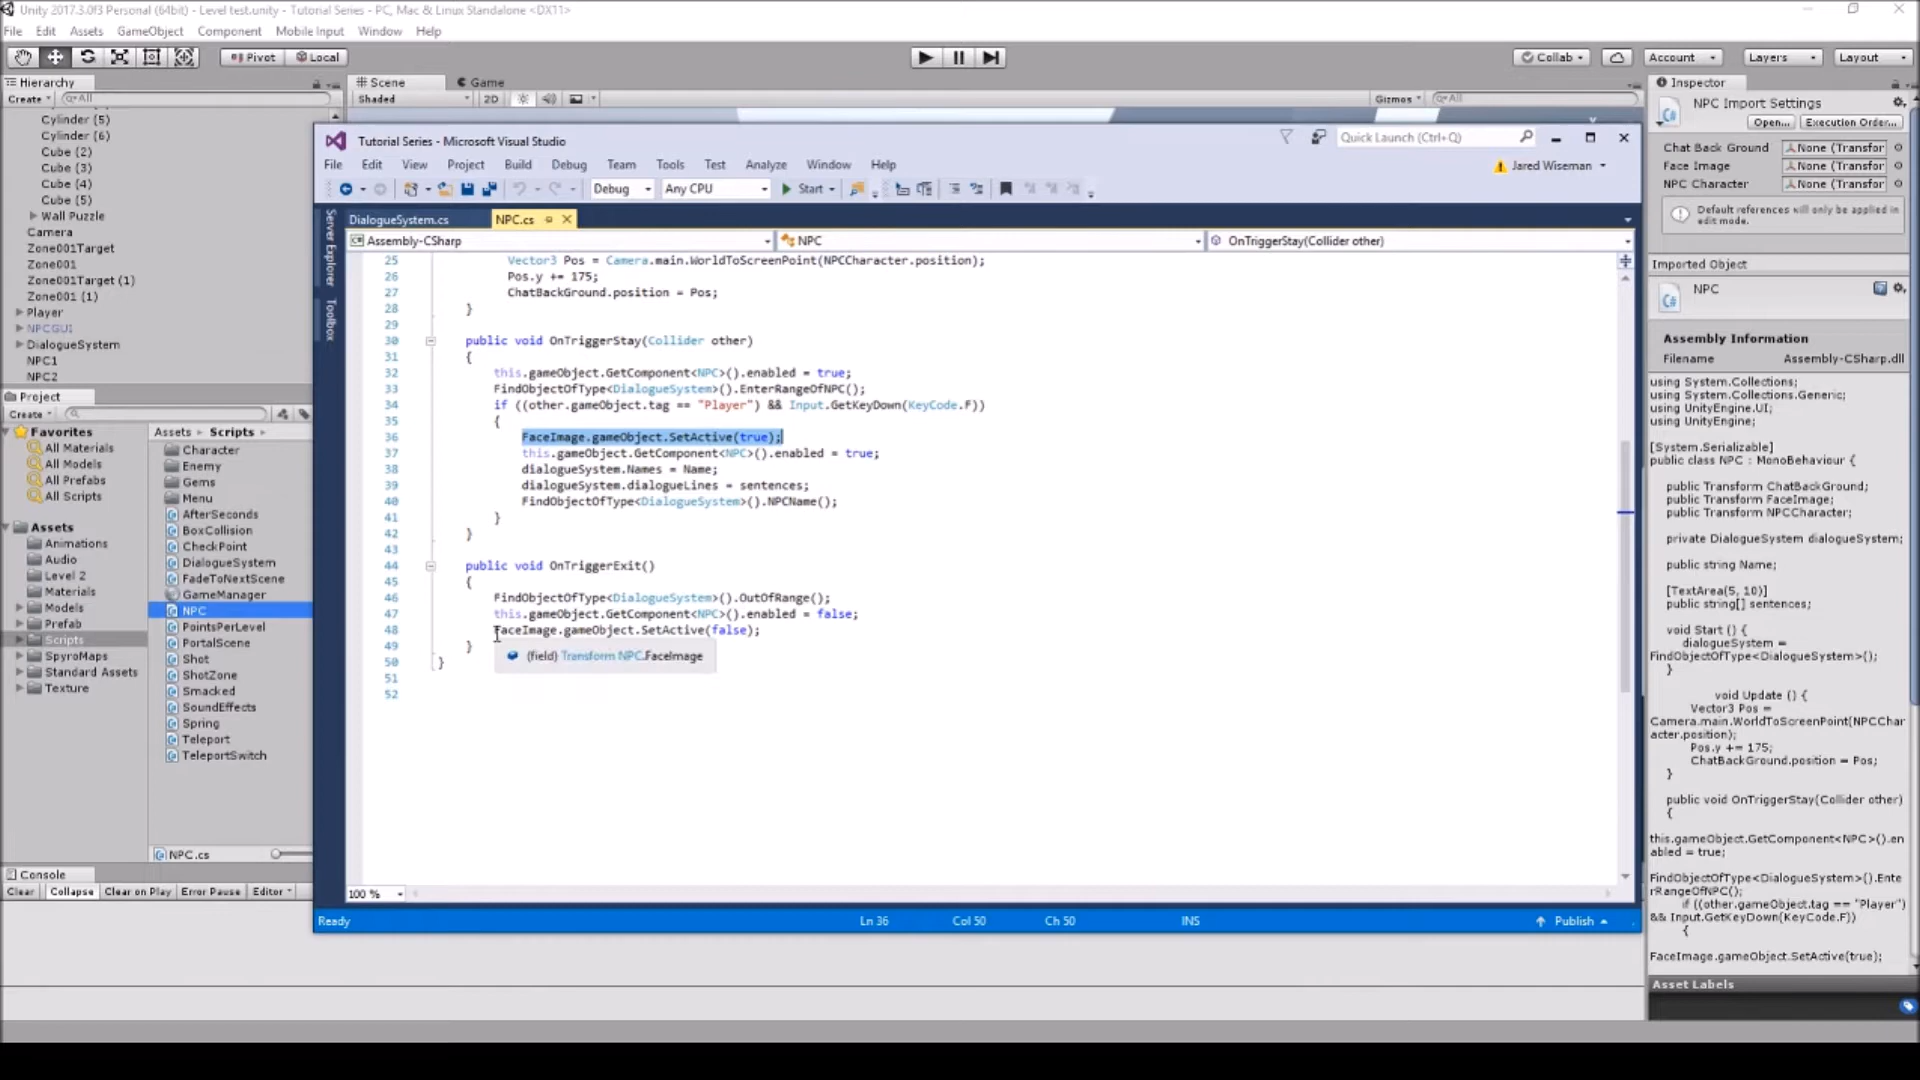 Unity 2017.3.0f3 Personal (64bit) - Level test.unity - Tutorial Series - PC, Mac & Linux Standalone <DX11>
File Edit Assets GameObject Component Mobile Input Window Help
Pivot Local Collab Account Layers Layout
Hierarchy
Create All
Cylinder (5)
Cylinder (6)
Cube (2)
Cube (3)
Cube (4)
Cube (5)
Wall Puzzle
Camera
Zone001Target
Zone001
Zone001Target (1)
Zone001 (1)
Player
NPCGUI
DialogueSystem
NPC1
NPC2
Project
Create
Favorites
All Materials
All Models
All Prefabs
All Scripts
Assets
Animations
Audio
Level 2
Materials
Models
Prefab
Scripts
SpyroMaps
Standard Assets
Texture
Assets Scripts
Character
Enemy
Gems
Menu
AfterSeconds
BoxCollision
CheckPoint
DialogueSystem
FadeToNextScene
GameManager
NPC
PointsPerLevel
PortalScene
Shot
ShotZone
Smacked
SoundEffects
Spring
Teleport
TeleportSwitch
NPC.cs
Console
Clear Collapse Clear on Play Error Pause Editor
Scene Game
Shaded 2D Gizmos All
Tutorial Series - Microsoft Visual Studio
Quick Launch (Ctrl+Q)
File Edit View Project Build Debug Team Tools Test Analyze Window Help
Jared Wiseman
Debug Any CPU Start
Server Explorer
Toolbox
DialogueSystem.cs NPC.cs
Assembly-CSharp NPC OnTriggerStay(Collider other)
25 Vector3 Pos = Camera.main.WorldToScreenPoint(NPCCharacter.position);
26 Pos.y += 175;
27 ChatBackGround.position = Pos;
28 }
29
30 public void OnTriggerStay(Collider other)
31 {
32 this.gameObject.GetComponent<NPC>().enabled = true;
33 FindObjectOfType<DialogueSystem>().EnterRangeOfNPC();
34 if ((other.gameObject.tag == "Player") && Input.GetKeyDown(KeyCode.F))
35 {
36 FaceImage.gameObject.SetActive(true);
37 this.gameObject.GetComponent<NPC>().enabled = true;
38 dialogueSystem.Names = Name;
39 dialogueSystem.dialogueLines = sentences;
40 FindObjectOfType<DialogueSystem>().NPCName();
41 }
42 }
43
44 public void OnTriggerExit()
45 {
46 FindObjectOfType<DialogueSystem>().OutOfRange();
47 this.gameObject.GetComponent<NPC>().enabled = false;
48 FaceImage.gameObject.SetActive(false);
49 }
(field) Transform NPC.FaceImage
50 }
51
52
100 %
Ready Ln 36 Col 50 Ch 50 INS Publish
Inspector
NPC Import Settings
Open... Execution Order...
Chat Back Ground None (Transfor
Face Image None (Transfor
NPC Character None (Transfor
Default references will only be applied in
edit mode.
Imported Object
NPC
Assembly Information
Filename Assembly-CSharp.dll
using System.Collections;
using System.Collections.Generic;
using UnityEngine.UI;
using UnityEngine;
[System.Serializable]
public class NPC : MonoBehaviour {
public Transform ChatBackGround;
public Transform FaceImage;
public Transform NPCCharacter;
private DialogueSystem dialogueSystem;
public string Name;
[TextArea(5, 10)]
public string[] sentences;
void Start () {
dialogueSystem =
FindObjectOfType<DialogueSystem>();
}
void Update () {
Vector3 Pos =
Camera.main.WorldToScreenPoint(NPCChar
acter.position);
Pos.y += 175;
ChatBackGround.position = Pos;
}
public void OnTriggerStay(Collider other)
{
this.gameObject.GetComponent<NPC>().en
abled = true;
FindObjectOfType<DialogueSystem>().Ente
rRangeOfNPC();
if ((other.gameObject.tag == "Player")
&& Input.GetKeyDown(KeyCode.F))
{
FaceImage.gameObject.SetActive(true);
Asset Labels